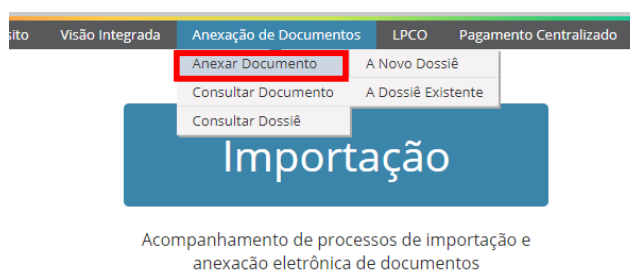 sito Visão Integrada Anexação de Documentos LPCO Pagamento Centralizado
Anexar Documento A Novo Dossiê
Consultar Documento A Dossiê Existente
Consultar Dossiê
Importação
Acompanhamento de processos de importação e
anexação eletrônica de documentos